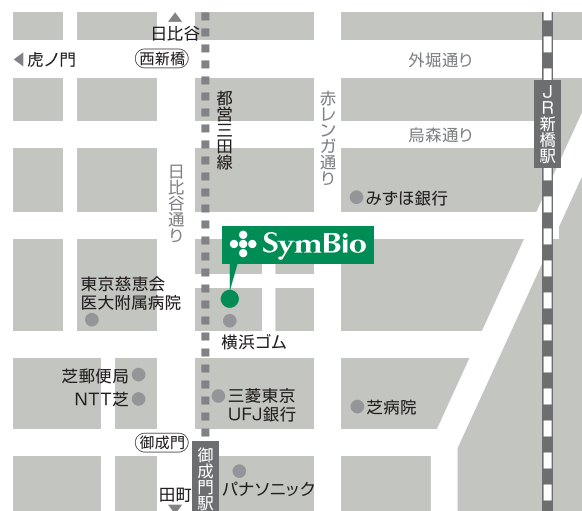 日比谷
虎ノ門
西新橋
外堀通り
JR新橋駅
都営三田線
赤レンガ通り
烏森通り
日比谷通り
みずほ銀行
SymBio
東京慈恵会
医大附属病院
横浜ゴム
芝郵便局
NTT芝
三菱東京
UFJ銀行
芝病院
御成門
御成門駅
パナソニック
田町